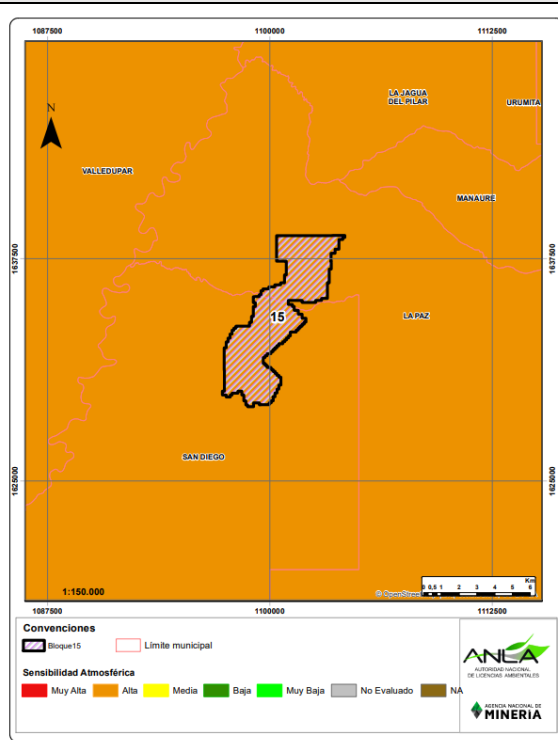 1087500 1100000 1112500
LA JAGUA
DEL PILAR
URUMITA
N
VALLEDUPAR
MANAURE
1637500 1637500
15
LA PAZ
SAN DIEGO
1625000 1625000
Km
0 0,5 1 2 3 4 5 6
1:150.000
© OpenStreet
1087500 1100000 1112500
Convenciones
Bloque15 Límite municipal
Sensibilidad Atmosférica
Muy Alta Alta Media Baja Muy Baja No Evaluado NA
ANLA
AUTORIDAD NACIONAL
DE LICENCIAS AMBIENTALES
AGENCIA NACIONAL DE
MINERÍA